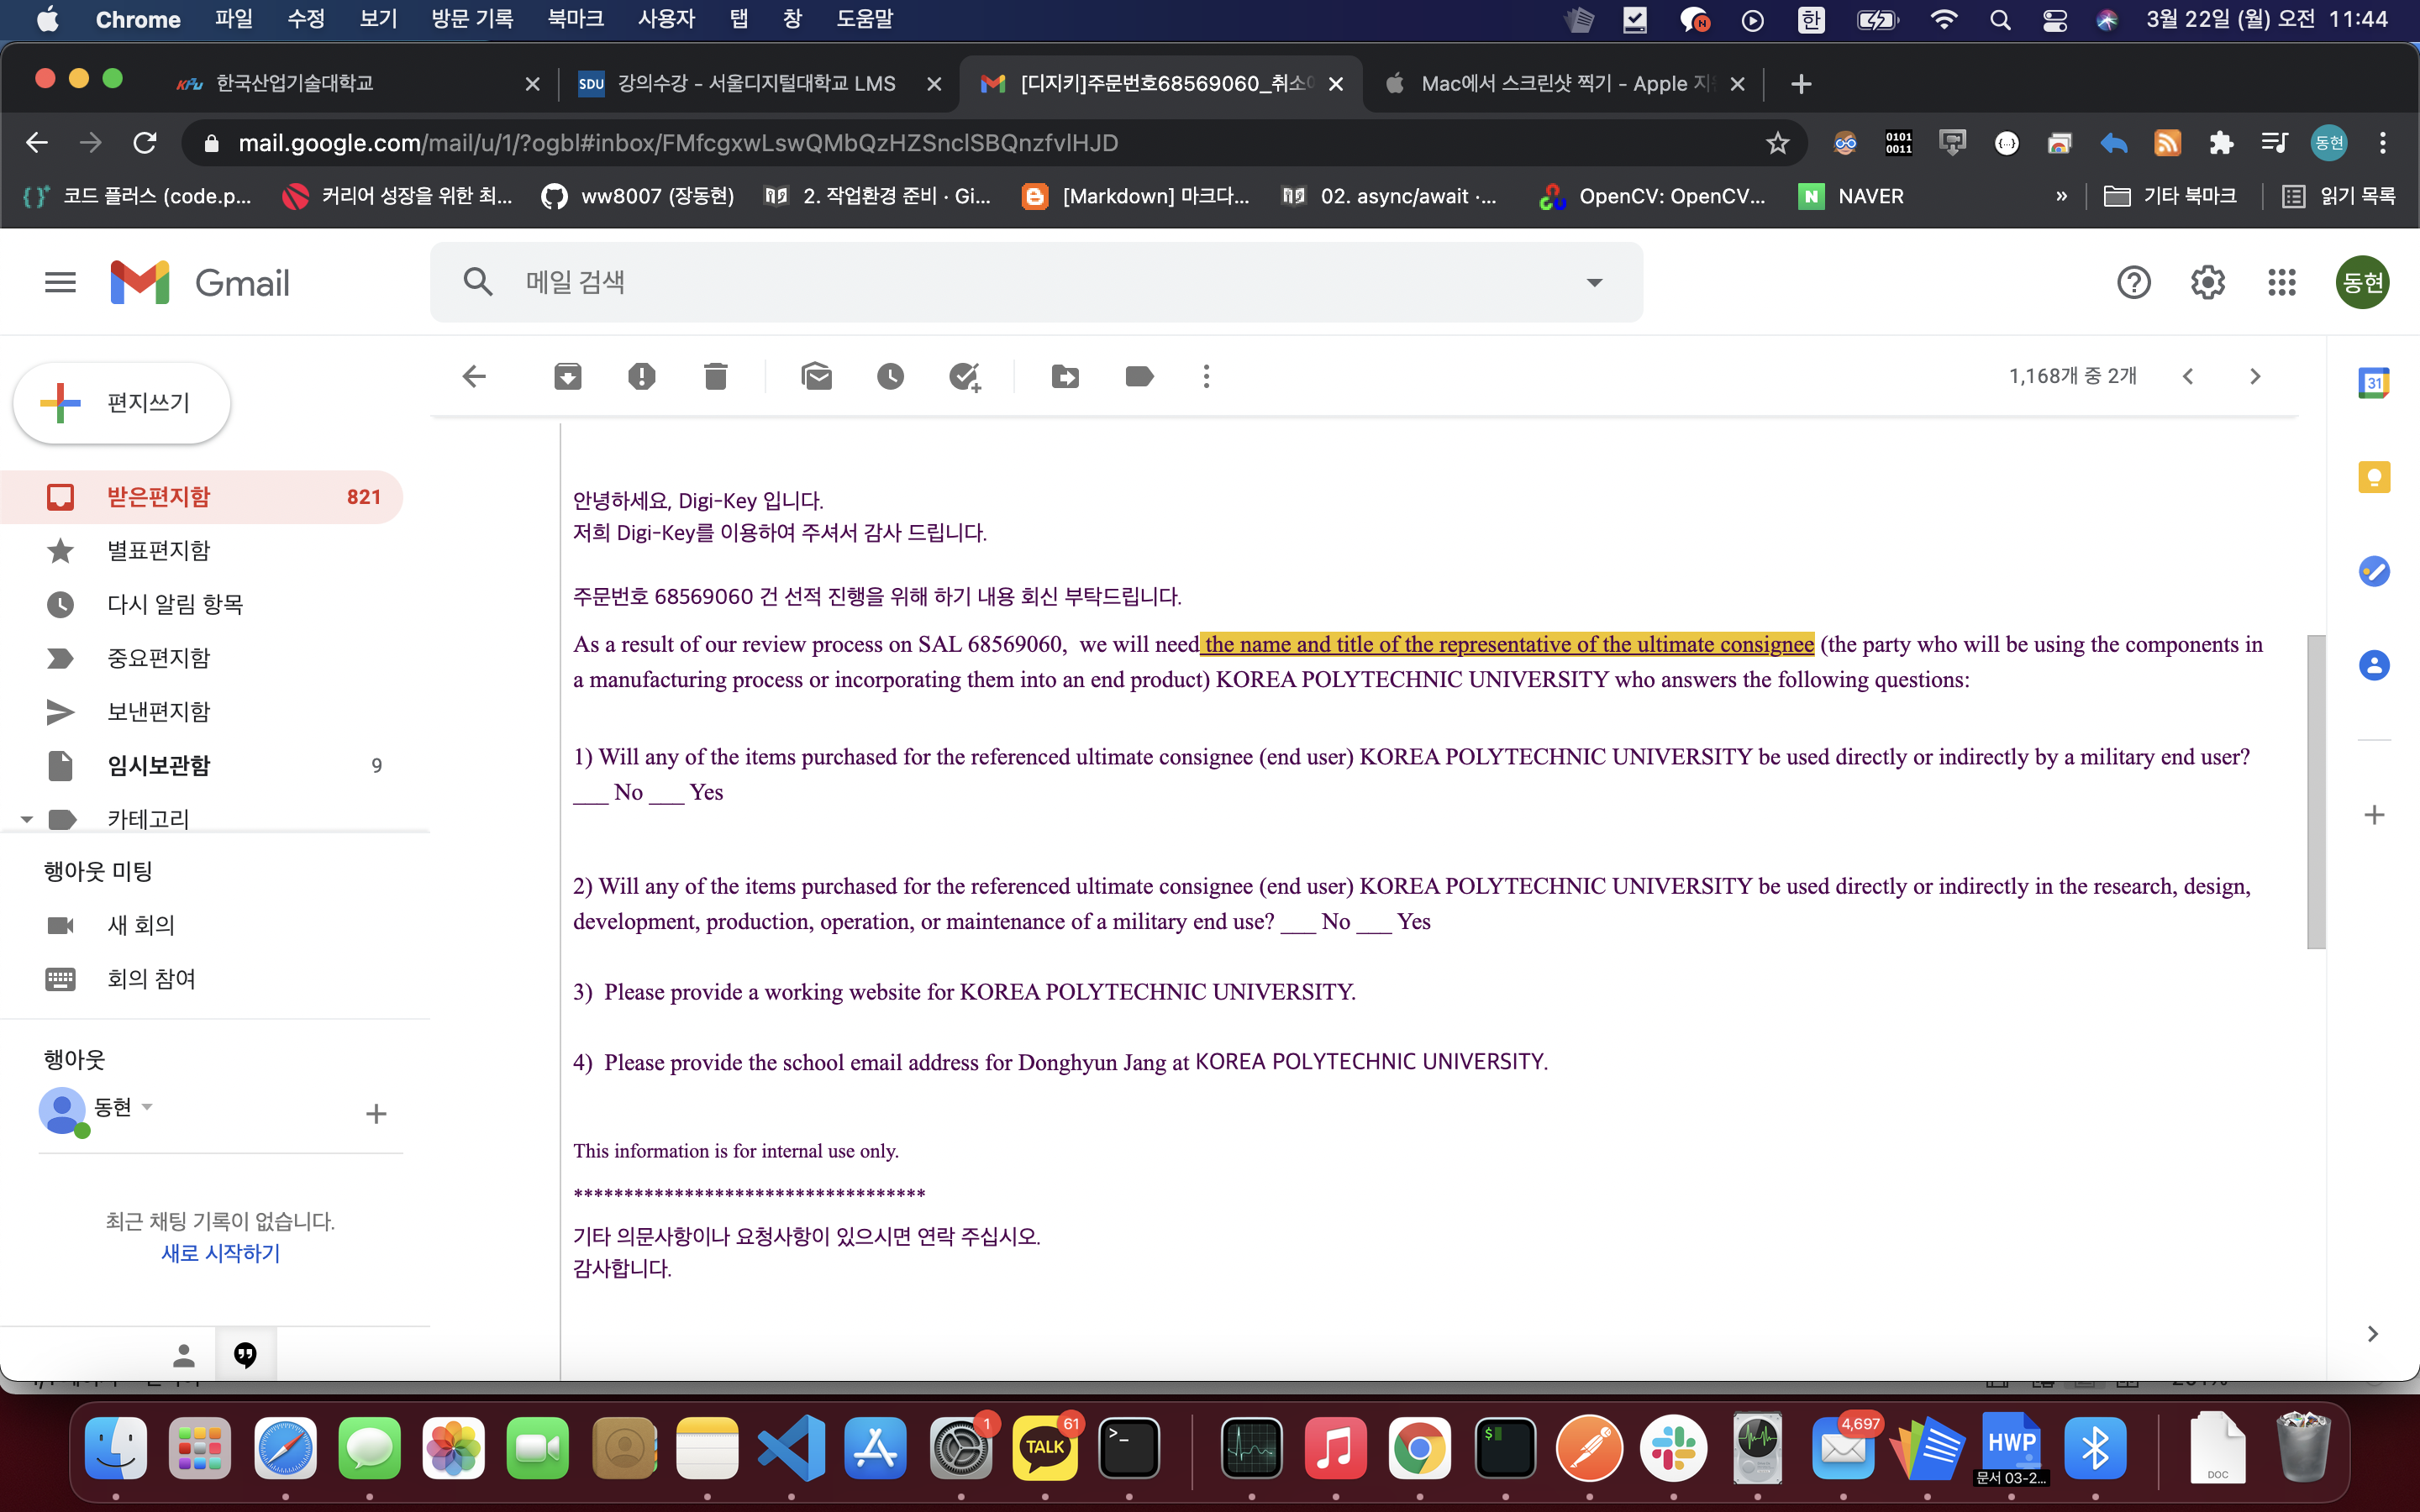 Chrome 파일 수정 보기 방문 기록 북마크 사용자 탭 창 도움말 한 3월 22일 (월) 오전 11:44
KPU 한국산업기술대학교 SDU 강의수강 - 서울디지털대학교 LMS [디지키]주문번호68569060_취소 Mac에서 스크린샷 찍기 - Apple 지
mail.google.com/mail/u/1/?ogbl#inbox/FMfcgxwLswQMbQzHZSnclSBQnzfvlHJD 0101 0011 동현
코드 플러스 (code.p... 커리어 성장을 위한 최... ww8007 (장동현) 2. 작업환경 준비 · Gi... [Markdown] 마크다... 02. async/await ·... OpenCV: OpenCV... N NAVER » 기타 북마크 읽기 목록
Gmail 메일 검색 동현
편지쓰기 1,168개 중 2개
31
받은편지함 821
별표편지함
다시 알림 항목
중요편지함
보낸편지함
임시보관함 9
카테고리
행아웃 미팅
새 회의
회의 참여
행아웃
동현
최근 채팅 기록이 없습니다.
새로 시작하기
안녕하세요, Digi-Key 입니다.
저희 Digi-Key를 이용하여 주셔서 감사 드립니다.
주문번호 68569060 건 선적 진행을 위해 하기 내용 회신 부탁드립니다.
As a result of our review process on SAL 68569060,  we will need the name and title of the representative of the ultimate consignee (the party who will be using the components in
a manufacturing process or incorporating them into an end product) KOREA POLYTECHNIC UNIVERSITY who answers the following questions:
1) Will any of the items purchased for the referenced ultimate consignee (end user) KOREA POLYTECHNIC UNIVERSITY be used directly or indirectly by a military end user?
___ No ___ Yes
2) Will any of the items purchased for the referenced ultimate consignee (end user) KOREA POLYTECHNIC UNIVERSITY be used directly or indirectly in the research, design,
development, production, operation, or maintenance of a military end use? ___ No ___ Yes
3)  Please provide a working website for KOREA POLYTECHNIC UNIVERSITY.
4)  Please provide the school email address for Donghyun Jang at KOREA POLYTECHNIC UNIVERSITY.
This information is for internal use only.
***********************************
기타 의문사항이나 요청사항이 있으시면 연락 주십시오.
감사합니다.
1 TALK 61 4,697 HWP 문서 03-2... DOC